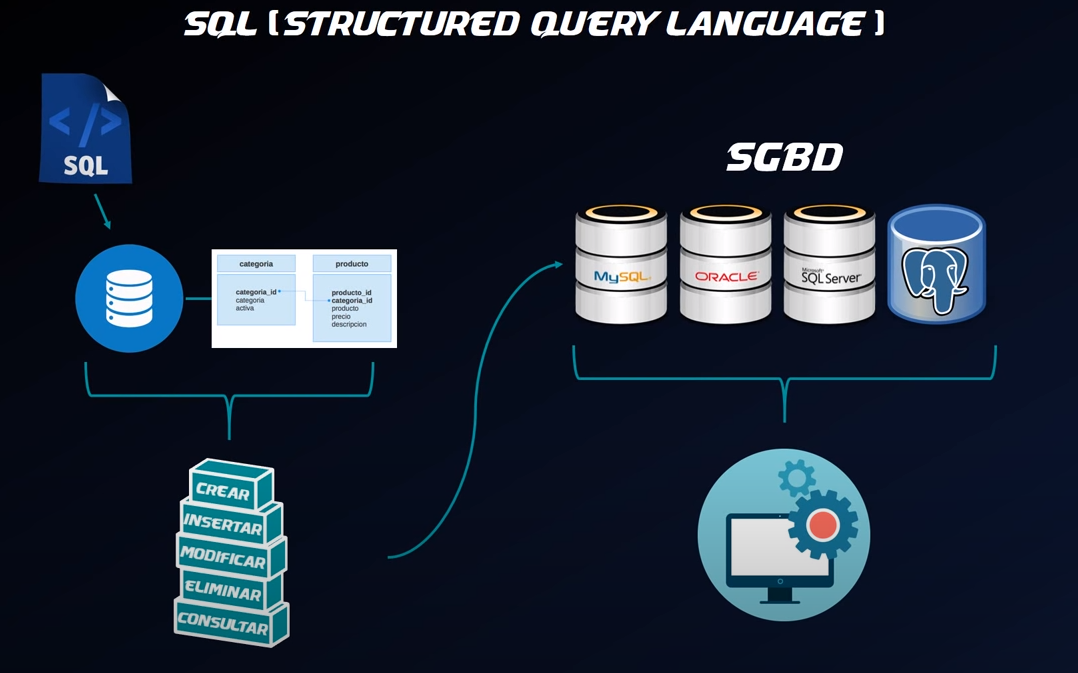 SQL (STRUCTURED QUERY LANGUAGE )
</>
SQL
SGBD
MySQL
ORACLE
Microsoft
SQL Server
categoria
categoria_id
categoria
activa
producto
producto_id
categoria_id
producto
precio
descripcion
CREAR
INSERTAR
MODIFICAR
ELIMINAR
CONSULTAR